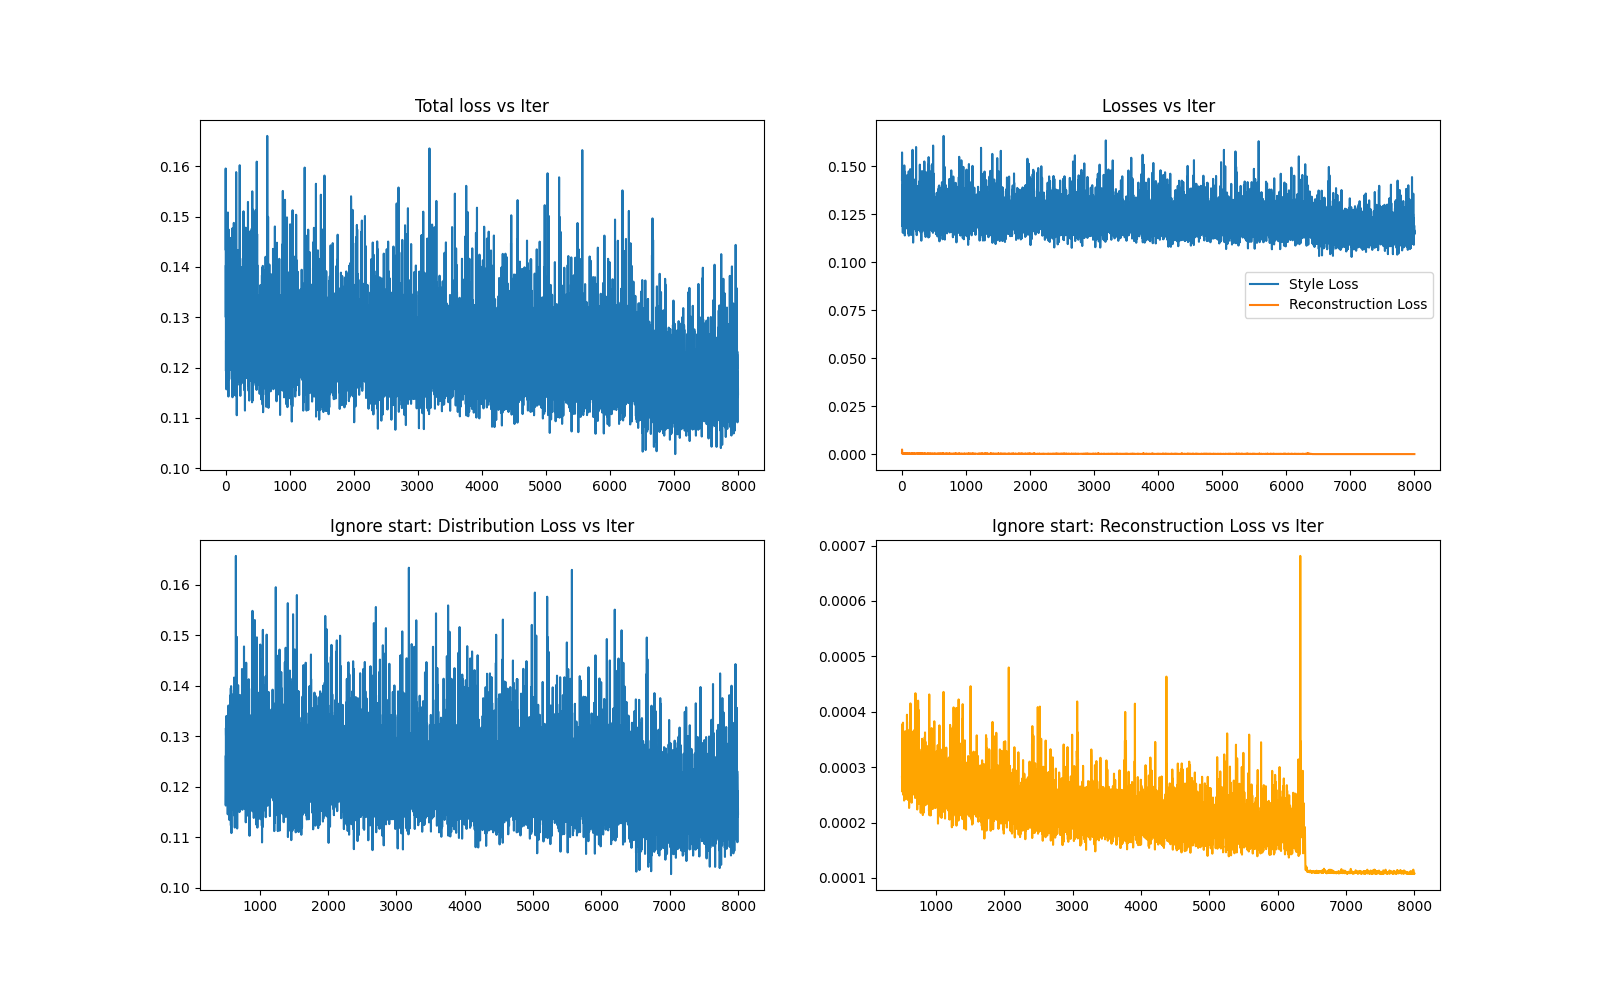 Total loss vs Iter
0.16
0.15
0.14
0.13
0.12
0.11
0.10
0 1000 2000 3000 4000 5000 6000 7000 8000
Losses vs Iter
0.150
0.125
0.100
0.075
0.050
0.025
0.000
Style Loss
Reconstruction Loss
0 1000 2000 3000 4000 5000 6000 7000 8000
Ignore start: Distribution Loss vs Iter
0.16
0.15
0.14
0.13
0.12
0.11
0.10
1000 2000 3000 4000 5000 6000 7000 8000
Ignore start: Reconstruction Loss vs Iter
0.0007
0.0006
0.0005
0.0004
0.0003
0.0002
0.0001
1000 2000 3000 4000 5000 6000 7000 8000